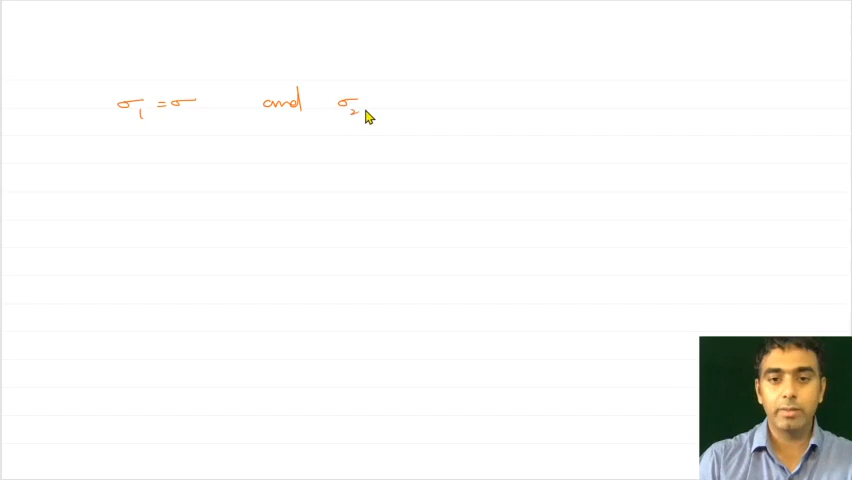 σ₁ = σ and σ₂